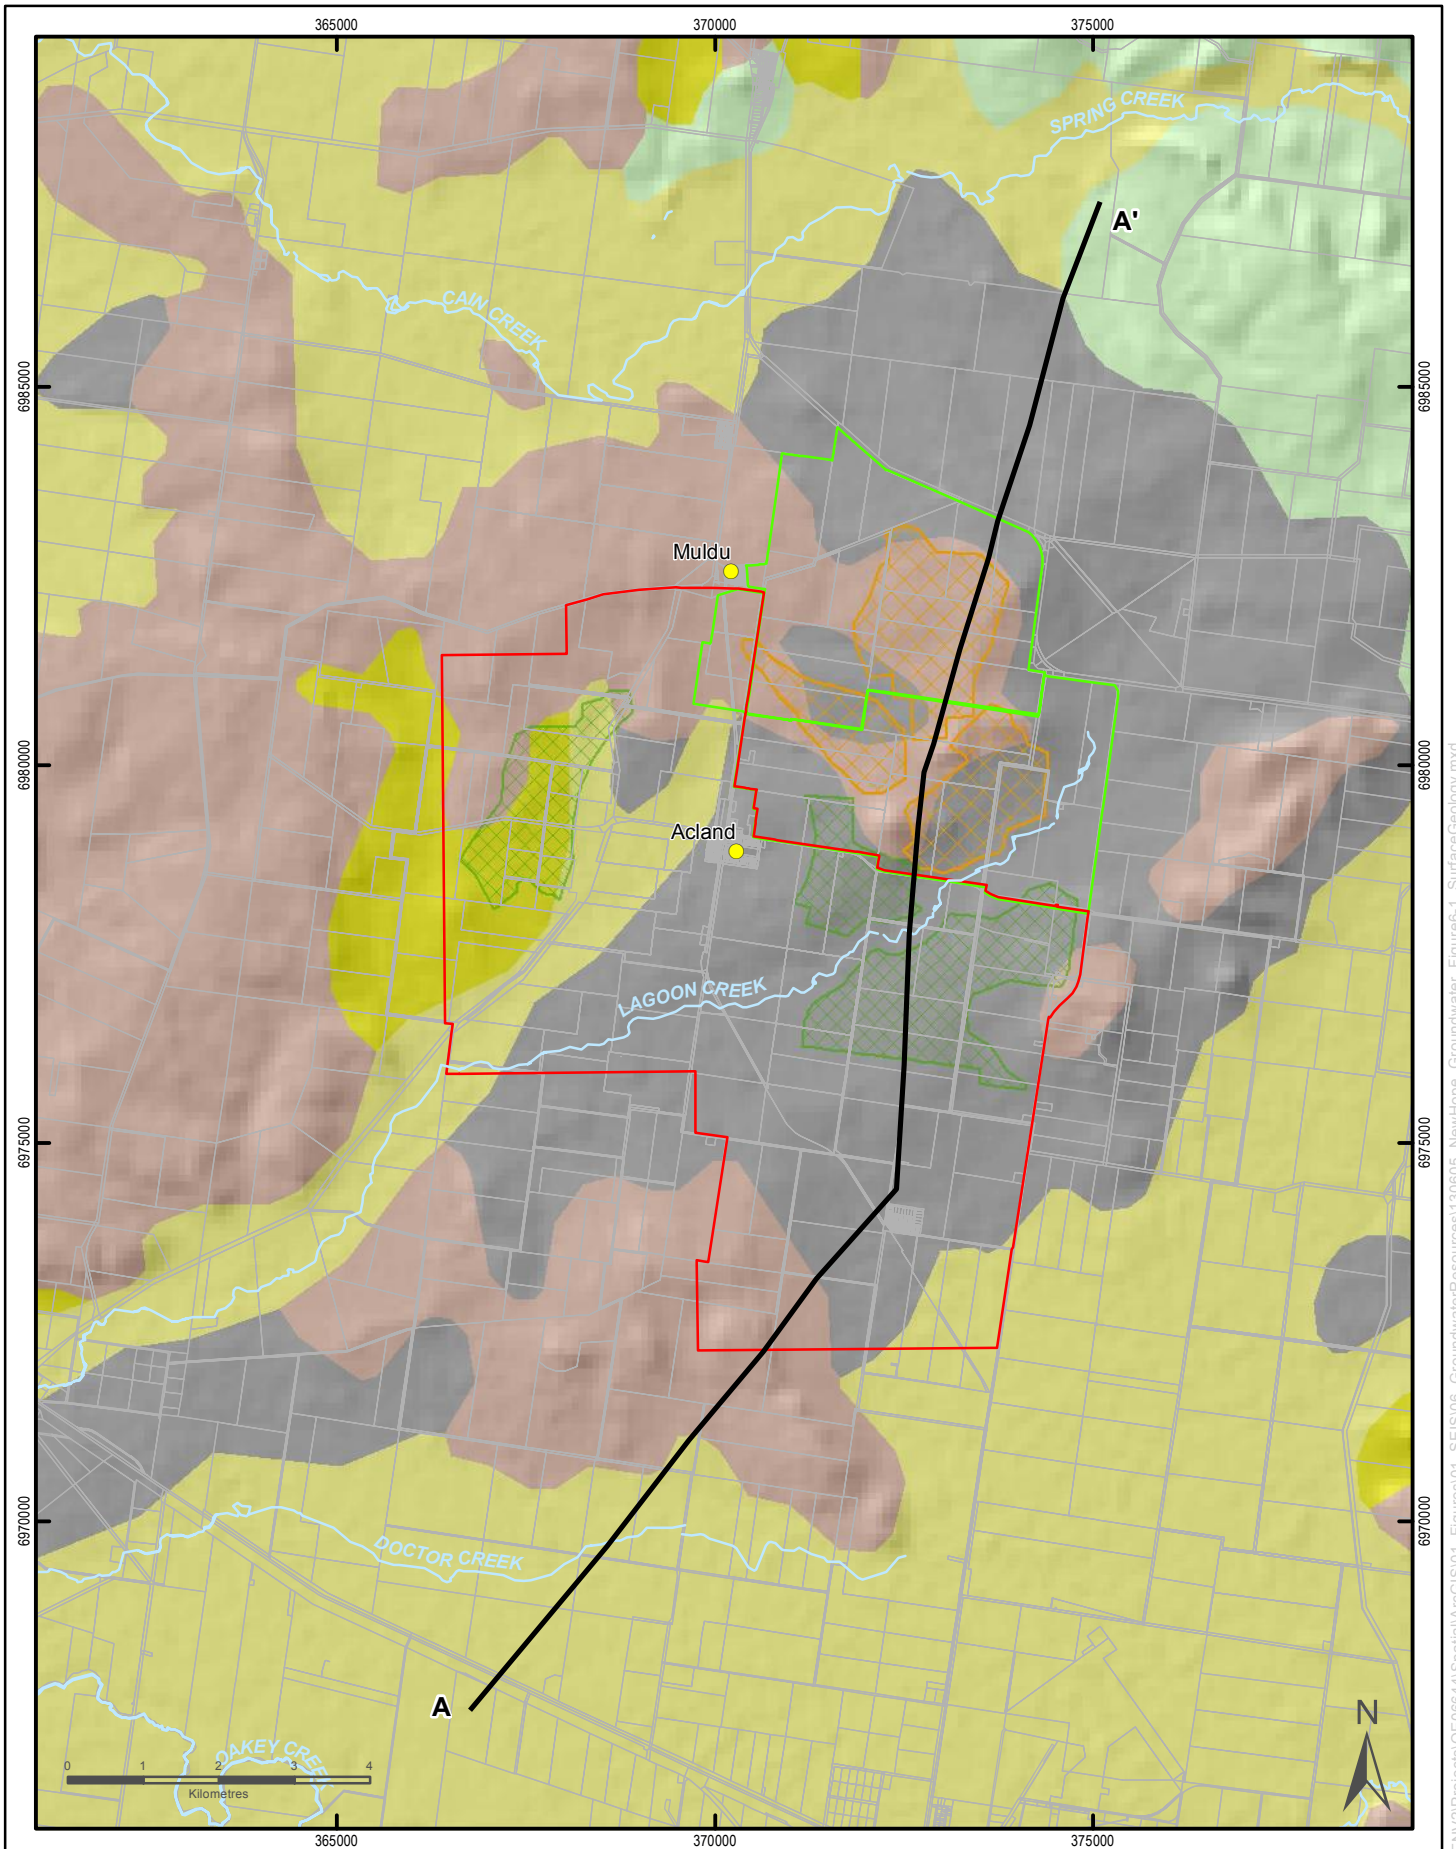 365000
370000
375000
SPRING CREEK
A'
CAIN CREEK
6985000
6985000
Muldu
6980000
6980000
Acland
LAGOON CREEK
6975000
6975000
6970000
6970000
DOCTOR CREEK
A
N
OAKEY CREEK
0 1 2 3 4
Kilometres
365000
370000
375000